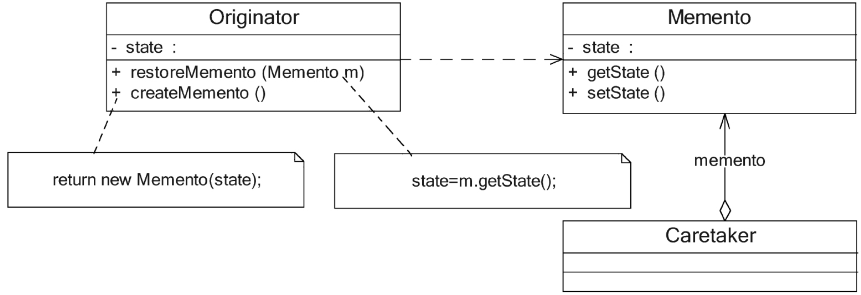 Originator
- state :
+ restoreMemento (Memento m)
+ createMemento ()
Memento
- state :
+ getState ()
+ setState ()
return new Memento(state);
state=m.getState();
memento
Caretaker